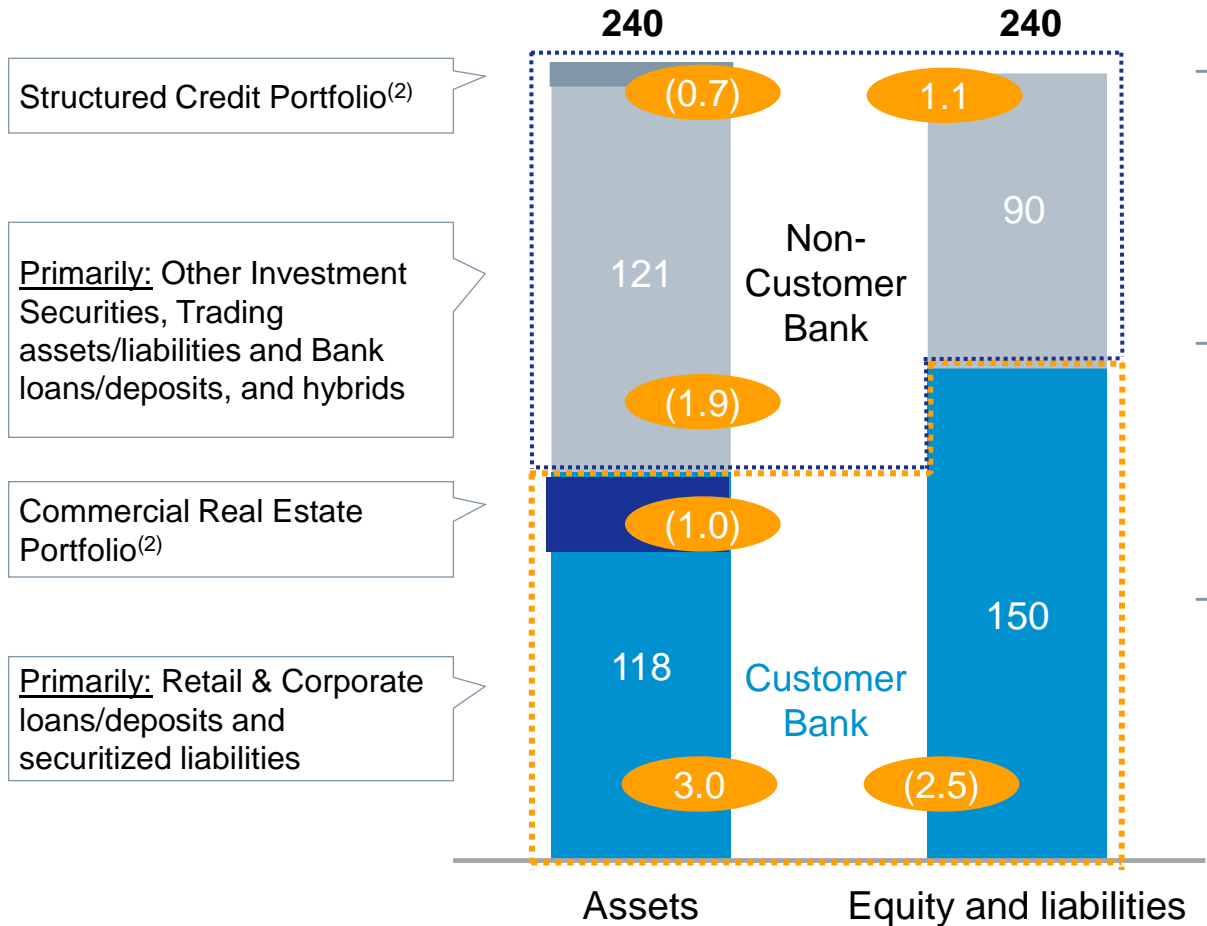 240
240
Structured Credit Portfolio(2)
(0.7)
1.1
Primarily: Other Investment
Securities, Trading
assets/liabilities and Bank
loans/deposits, and hybrids
121
Non-
Customer
Bank
90
(1.9)
Commercial Real Estate
Portfolio(2)
(1.0)
Primarily: Retail & Corporate
loans/deposits and
securitized liabilities
118
Customer
Bank
150
3.0
(2.5)
Assets
Equity and liabilities